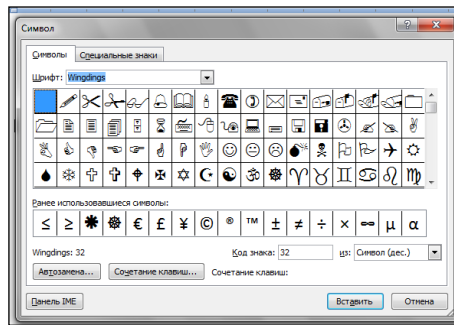 Символ
Символы Специальные знаки
Шрифт: Wingdings
Ранее использовавшиеся символы:
≤ ≥ € £ ¥ © ® ™ ± ≠ ÷ × ∞ µ α
Wingdings: 32 Код знака: 32 из: Символ (дес.)
Автозамена... Сочетание клавиш... Сочетание клавиш:
Панель IME Вставить Отмена